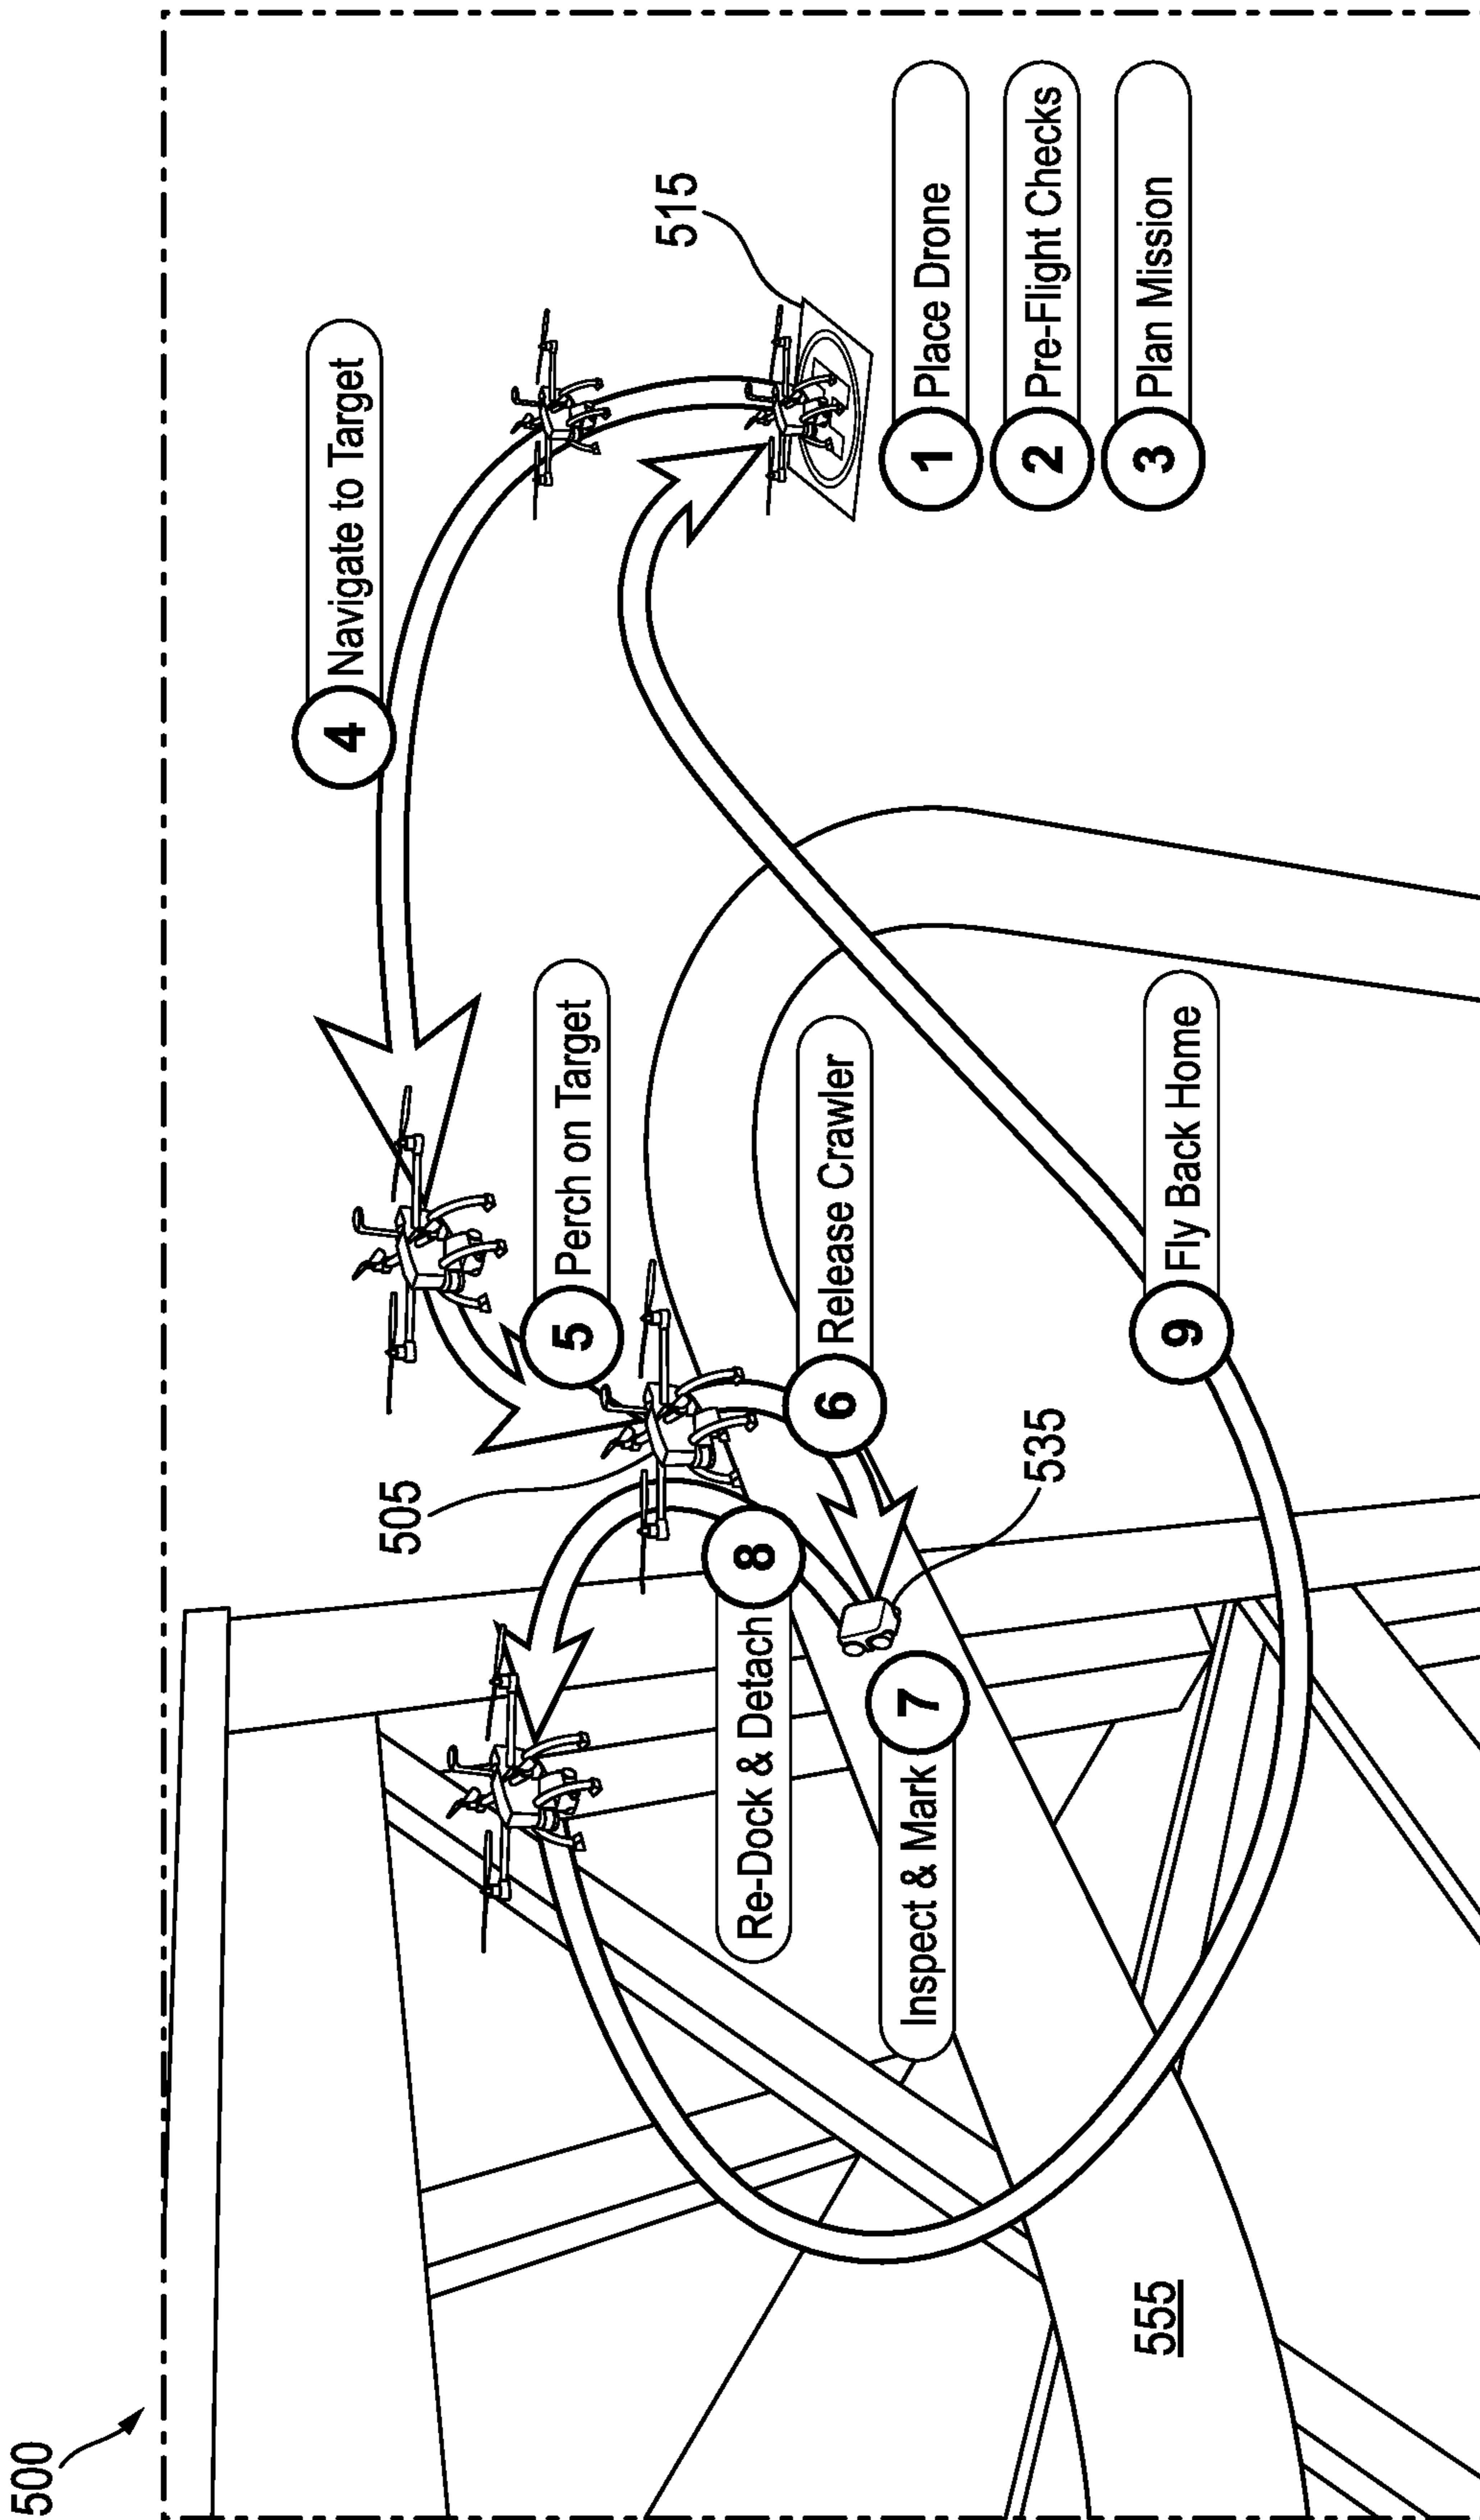 500
4 Navigate to Target
515
5 Perch on Target
505
1 Place Drone
2 Pre-Flight Checks
3 Plan Mission
6 Release Crawler
8 Re-Dock & Detach
535
7 Inspect & Mark
9 Fly Back Home
555